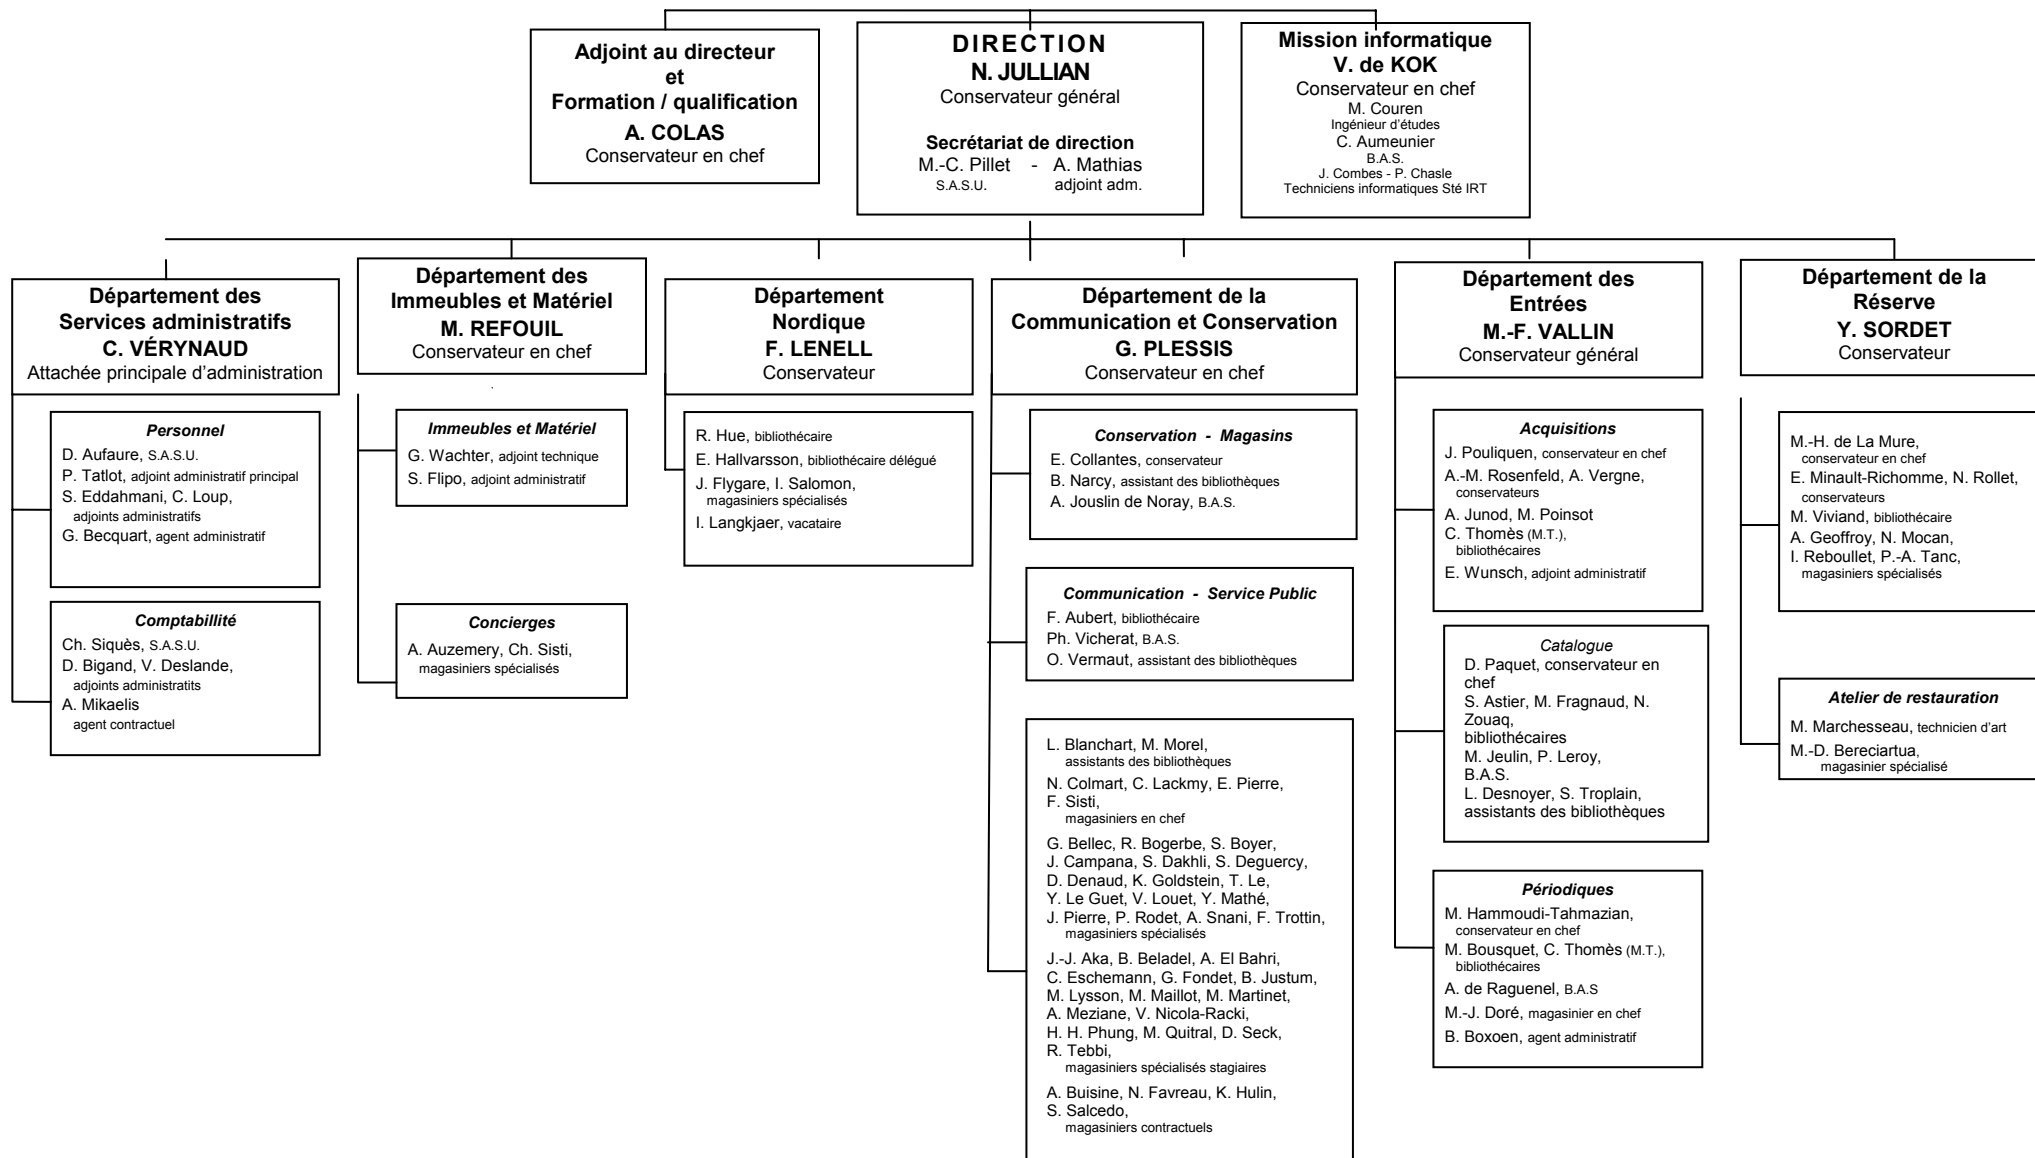 Adjoint au directeur
et
Formation / qualification
A. COLAS
Conservateur en chef
DIRECTION
N. JULLIAN
Conservateur général
Secrétariat de direction
M.-C. Pillet - A. Mathias
S.A.S.U. adjoint adm.
Mission informatique
V. de KOK
Conservateur en chef
M. Couren
Ingénieur d'études
C. Aumeunier
B.A.S.
J. Combes - P. Chasle
Techniciens informatiques Sté IRT
Département des
Services administratifs
C. VÉRYNAUD
Attachée principale d'administration
Personnel
D. Aufaure, S.A.S.U.
P. Tatlot, adjoint administratif principal
S. Eddahmani, C. Loup,
adjoints administratifs
G. Becquart, agent administratif
Comptabillité
Ch. Siquès, S.A.S.U.
D. Bigand, V. Deslande,
adjoints administratits
A. Mikaelis
agent contractuel
Département des
Immeubles et Matériel
M. REFOUIL
Conservateur en chef
Immeubles et Matériel
G. Wachter, adjoint technique
S. Flipo, adjoint administratif
Concierges
A. Auzemery, Ch. Sisti,
magasiniers spécialisés
Département
Nordique
F. LENELL
Conservateur
R. Hue, bibliothécaire
E. Hallvarsson, bibliothécaire délégué
J. Flygare, I. Salomon,
magasiniers spécialisés
I. Langkjaer, vacataire
Département de la
Communication et Conservation
G. PLESSIS
Conservateur en chef
Conservation - Magasins
E. Collantes, conservateur
B. Narcy, assistant des bibliothèques
A. Jouslin de Noray, B.A.S.
Communication - Service Public
F. Aubert, bibliothécaire
Ph. Vicherat, B.A.S.
O. Vermaut, assistant des bibliothèques
L. Blanchart, M. Morel,
assistants des bibliothèques
N. Colmart, C. Lackmy, E. Pierre,
F. Sisti,
magasiniers en chef
G. Bellec, R. Bogerbe, S. Boyer,
J. Campana, S. Dakhli, S. Deguercy,
D. Denaud, K. Goldstein, T. Le,
Y. Le Guet, V. Louet, Y. Mathé,
J. Pierre, P. Rodet, A. Snani, F. Trottin,
magasiniers spécialisés
J.-J. Aka, B. Beladel, A. El Bahri,
C. Eschemann, G. Fondet, B. Justum,
M. Lysson, M. Maillot, M. Martinet,
A. Meziane, V. Nicola-Racki,
H. H. Phung, M. Quitral, D. Seck,
R. Tebbi,
magasiniers spécialisés stagiaires
A. Buisine, N. Favreau, K. Hulin,
S. Salcedo,
magasiniers contractuels
Département des
Entrées
M.-F. VALLIN
Conservateur général
Acquisitions
J. Pouliquen, conservateur en chef
A.-M. Rosenfeld, A. Vergne,
conservateurs
A. Junod, M. Poinsot
C. Thomès (M.T.),
bibliothécaires
E. Wunsch, adjoint administratif
Catalogue
D. Paquet, conservateur en
chef
S. Astier, M. Fragnaud, N.
Zouaq,
bibliothécaires
M. Jeulin, P. Leroy,
B.A.S.
L. Desnoyer, S. Troplain,
assistants des bibliothèques
Périodiques
M. Hammoudi-Tahmazian,
conservateur en chef
M. Bousquet, C. Thomès (M.T.),
bibliothécaires
A. de Raguenel, B.A.S
M.-J. Doré, magasinier en chef
B. Boxoen, agent administratif
Département de la
Réserve
Y. SORDET
Conservateur
M.-H. de La Mure,
conservateur en chef
E. Minault-Richomme, N. Rollet,
conservateurs
M. Viviand, bibliothécaire
A. Geoffroy, N. Mocan,
I. Reboullet, P.-A. Tanc,
magasiniers spécialisés
Atelier de restauration
M. Marchesseau, technicien d'art
M.-D. Bereciartua,
magasinier spécialisé